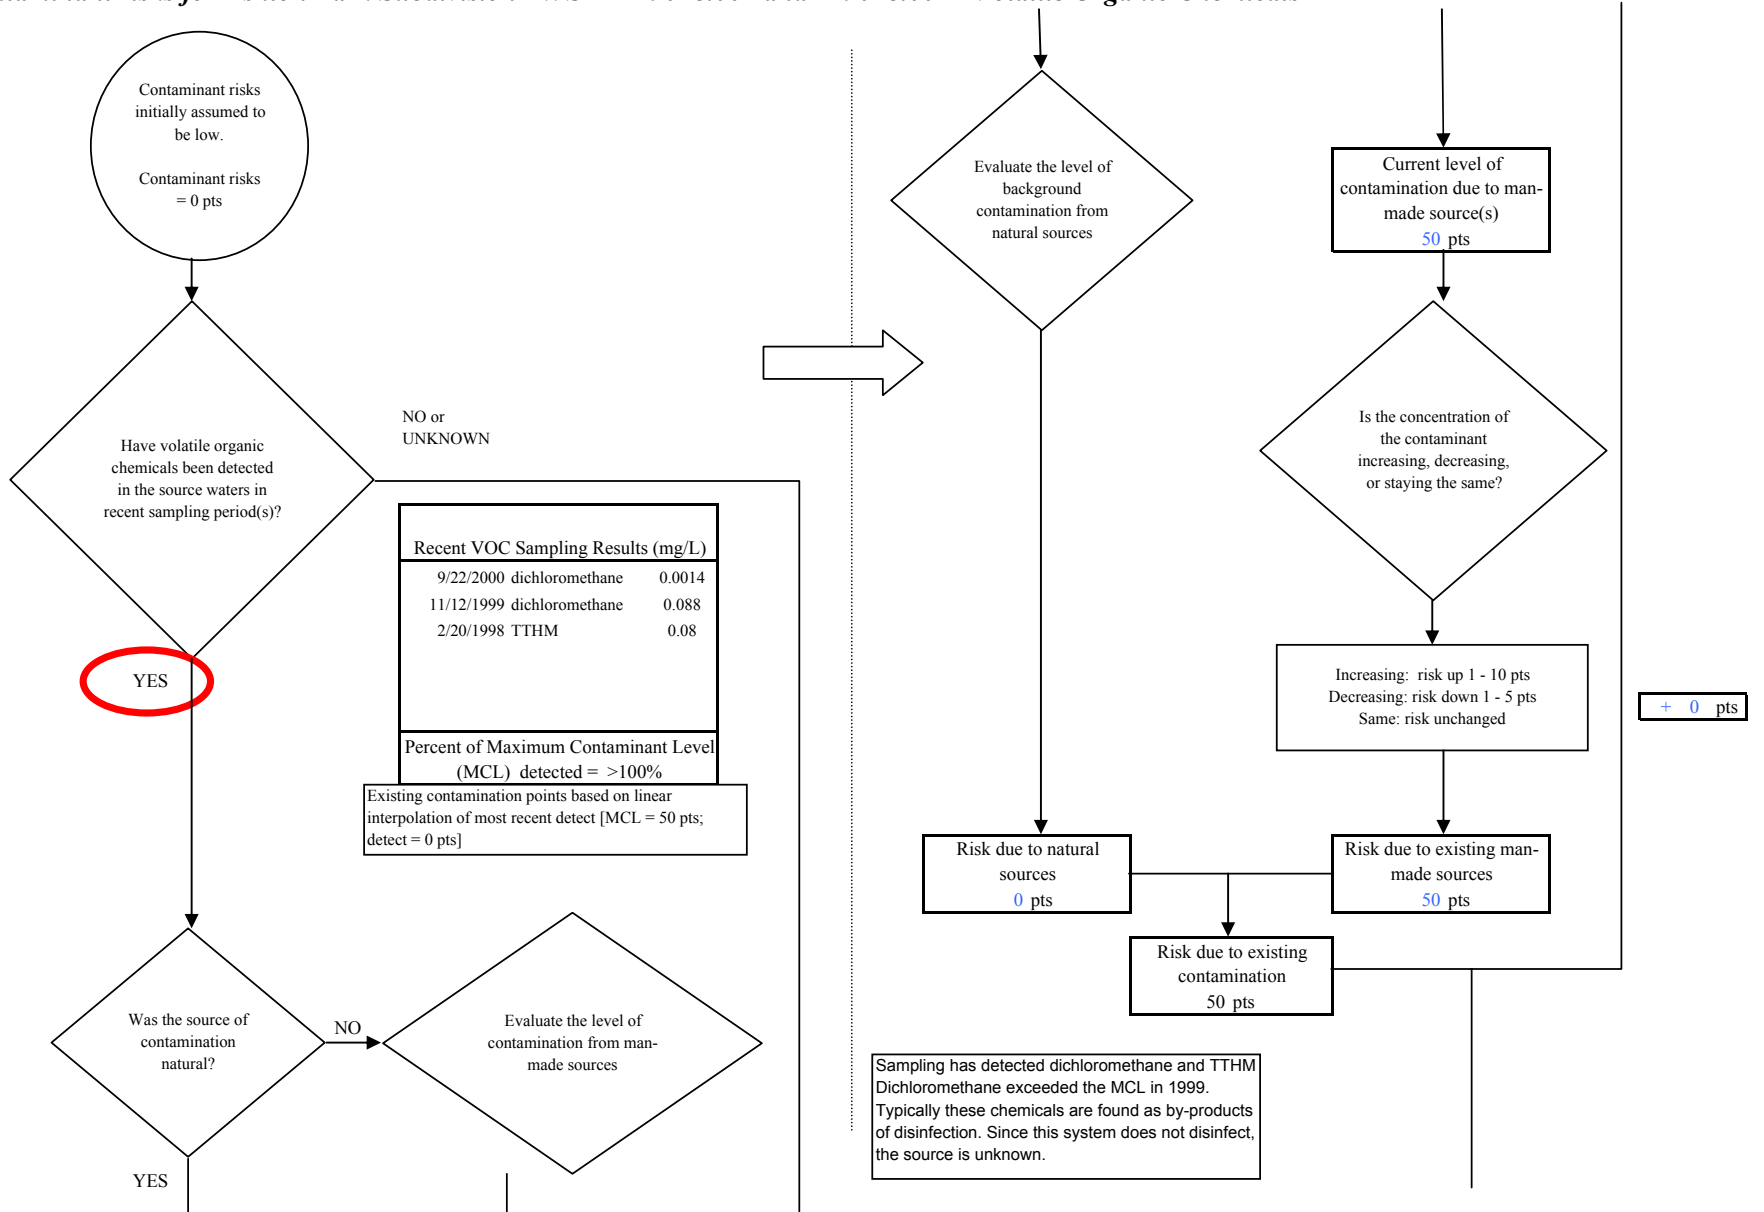 Contaminant risks
initially assumed to
be low.
Contaminant risks
= 0 pts
Have volatile organic
chemicals been detected
in the source waters in
recent sampling period(s)?
NO or
UNKNOWN
YES
Recent VOC Sampling Results (mg/L)
9/22/2000 dichloromethane 0.0014
11/12/1999 dichloromethane 0.088
2/20/1998 TTHM 0.08
Percent of Maximum Contaminant Level
(MCL) detected = >100%
Existing contamination points based on linear
interpolation of most recent detect [MCL = 50 pts;
detect = 0 pts]
Was the source of
contamination
natural?
NO
YES
Evaluate the level of
contamination from man-
made sources
Evaluate the level of
background
contamination from
natural sources
Current level of
contamination due to man-
made source(s)
50 pts
Is the concentration of
the contaminant
increasing, decreasing,
or staying the same?
Increasing: risk up 1 - 10 pts
Decreasing: risk down 1 - 5 pts
Same: risk unchanged
+ 0 pts
Risk due to natural
sources
0 pts
Risk due to existing man-
made sources
50 pts
Risk due to existing
contamination
50 pts
Sampling has detected dichloromethane and TTHM
Dichloromethane exceeded the MCL in 1999.
Typically these chemicals are found as by-products
of disinfection. Since this system does not disinfect,
the source is unknown.